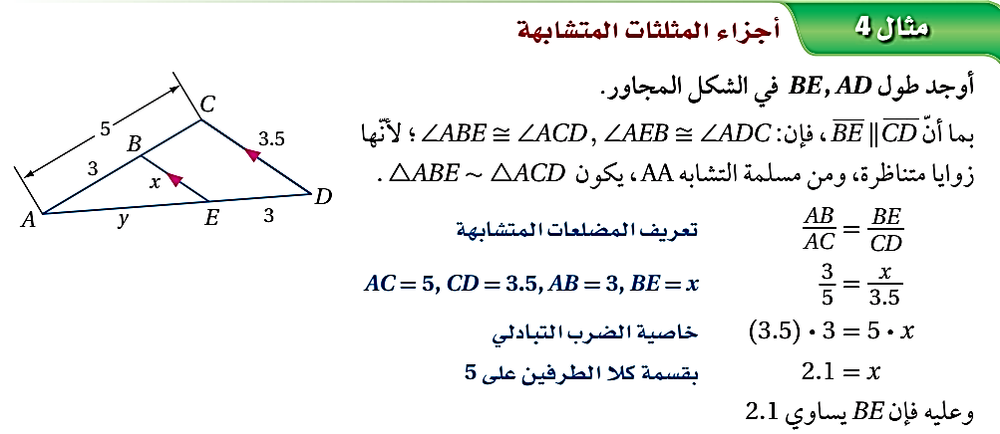 مثال 4 أجزاء المثلثات المتشابهة
أوجد طول BE, AD في الشكل المجاور.
بما أنّ BE ∥ CD، فإن: ∠ABE ≅ ∠ACD, ∠AEB ≅ ∠ADC ؛ لأنّها
زوايا متناظرة، ومن مسلمة التشابه AA، يكون △ABE ~ △ACD .
AB/AC = BE/CD تعريف المضلعات المتشابهة
3/5 = x/3.5 AC = 5, CD = 3.5, AB = 3, BE = x
(3.5) • 3 = 5 • x خاصية الضرب التبادلي
2.1 = x بقسمة كلا الطرفين على 5
وعليه فإن BE يساوي 2.1
C
5
3.5
B
3
x
D
A
y
E
3